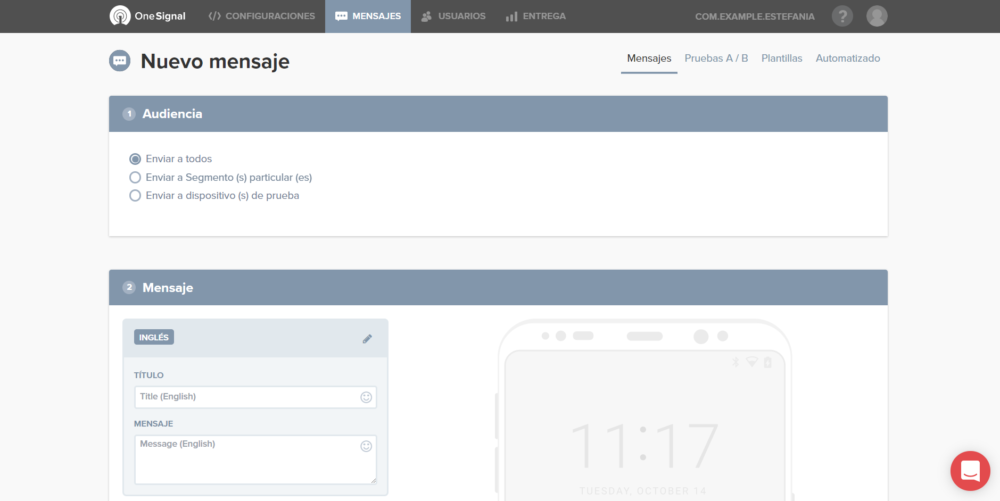 OneSignal
CONFIGURACIONES
MENSAJES
USUARIOS
ENTREGA
COM.EXAMPLE.ESTEFANIA
?
Nuevo mensaje
Mensajes
Pruebas A / B
Plantillas
Automatizado
1 Audiencia
Enviar a todos
Enviar a Segmento (s) particular (es)
Enviar a dispositivo (s) de prueba
2 Mensaje
INGLÉS
TÍTULO
Title (English)
MENSAJE
Message (English)
11:17
TUESDAY, OCTOBER 14